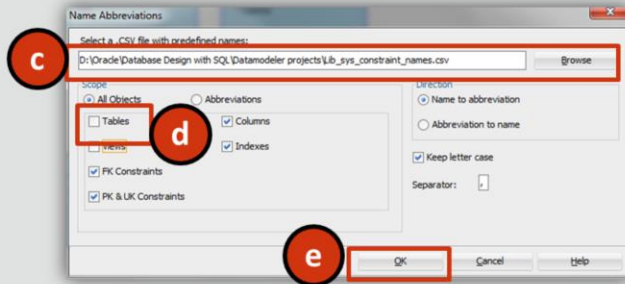 Name Abbreviations
Select a .CSV file with predefined names:
c
D:\Oracle\Database Design with SQL\Datamodeler projects\Lib_sys_constraint_names.csv
Browse
Scope
Direction
All Objects
Abbreviations
Name to abbreviation
Tables
d
Columns
Abbreviation to name
Views
Indexes
Keep letter case
FK Constraints
Separator: ,
PK & UK Constraints
e
OK
Cancel
Help